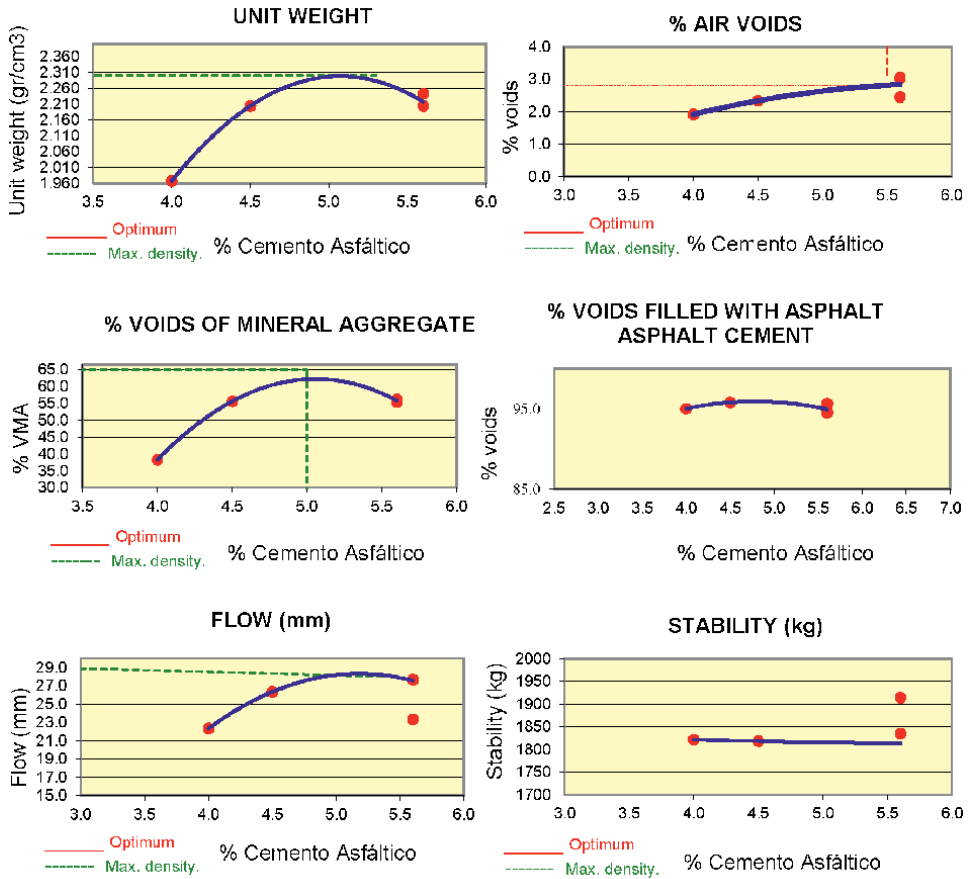 UNIT WEIGHT
Unit weight (gr/cm3)
2.360
2.310
2.260
2.210
2.160
2.110
2.060
2.010
1.960
3.5 4.0 4.5 5.0 5.5 6.0
Optimum
Max. density.
% Cemento Asfáltico
% AIR VOIDS
% voids
4.0
3.0
2.0
1.0
0.0
3.0 3.5 4.0 4.5 5.0 5.5 6.0
Optimum
Max. density.
% Cemento Asfáltico
% VOIDS OF MINERAL AGGREGATE
% VMA
65.0
60.0
55.0
50.0
45.0
40.0
35.0
30.0
3.5 4.0 4.5 5.0 5.5 6.0
Optimum
Max. density.
% Cemento Asfáltico
% VOIDS FILLED WITH ASPHALT
ASPHALT CEMENT
% voids
95.0
85.0
2.5 3.0 3.5 4.0 4.5 5.0 5.5 6.0 6.5 7.0
% Cemento Asfáltico
FLOW (mm)
Flow (mm)
29.0
27.0
25.0
23.0
21.0
19.0
17.0
15.0
3.0 3.5 4.0 4.5 5.0 5.5 6.0
Optimum
Max. density.
% Cemento Asfáltico
STABILITY (kg)
Stability (kg)
2000
1950
1900
1850
1800
1750
1700
3.0 3.5 4.0 4.5 5.0 5.5 6.0
Optimum
Max. density.
% Cemento Asfáltico